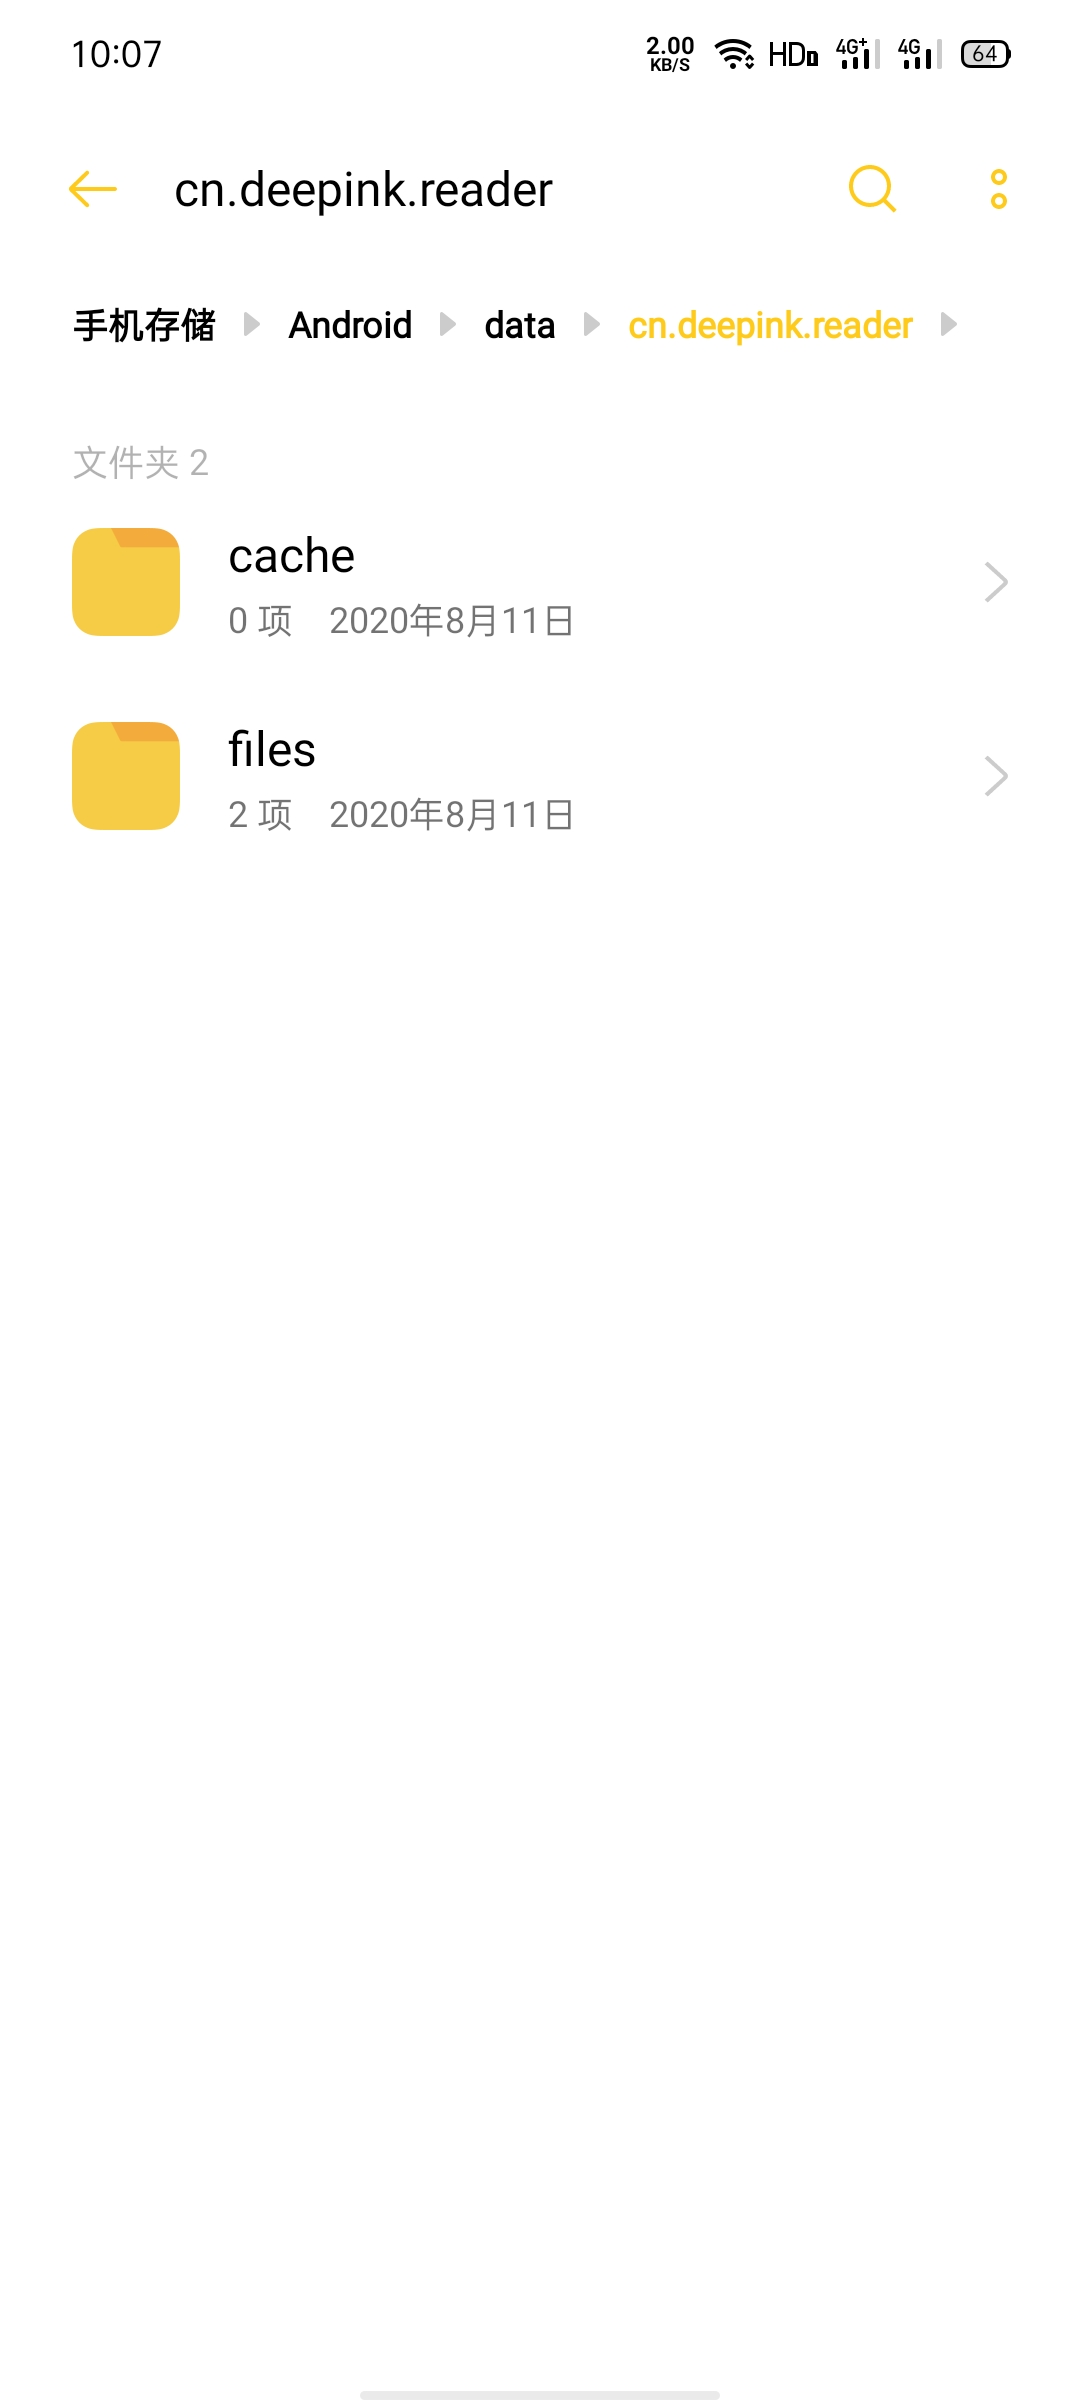 10:07 2.00 KB/S HD 4G+ 4G 64
cn.deepink.reader
手机存储 Android data cn.deepink.reader
文件夹 2
cache
0 项 2020年8月11日
files
2 项 2020年8月11日